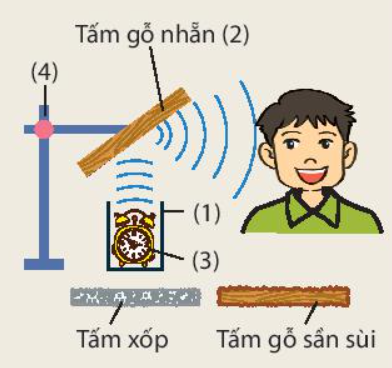 Tấm gỗ nhẵn (2)
(4)
(1)
(3)
Tấm xốp
Tấm gỗ sần sùi